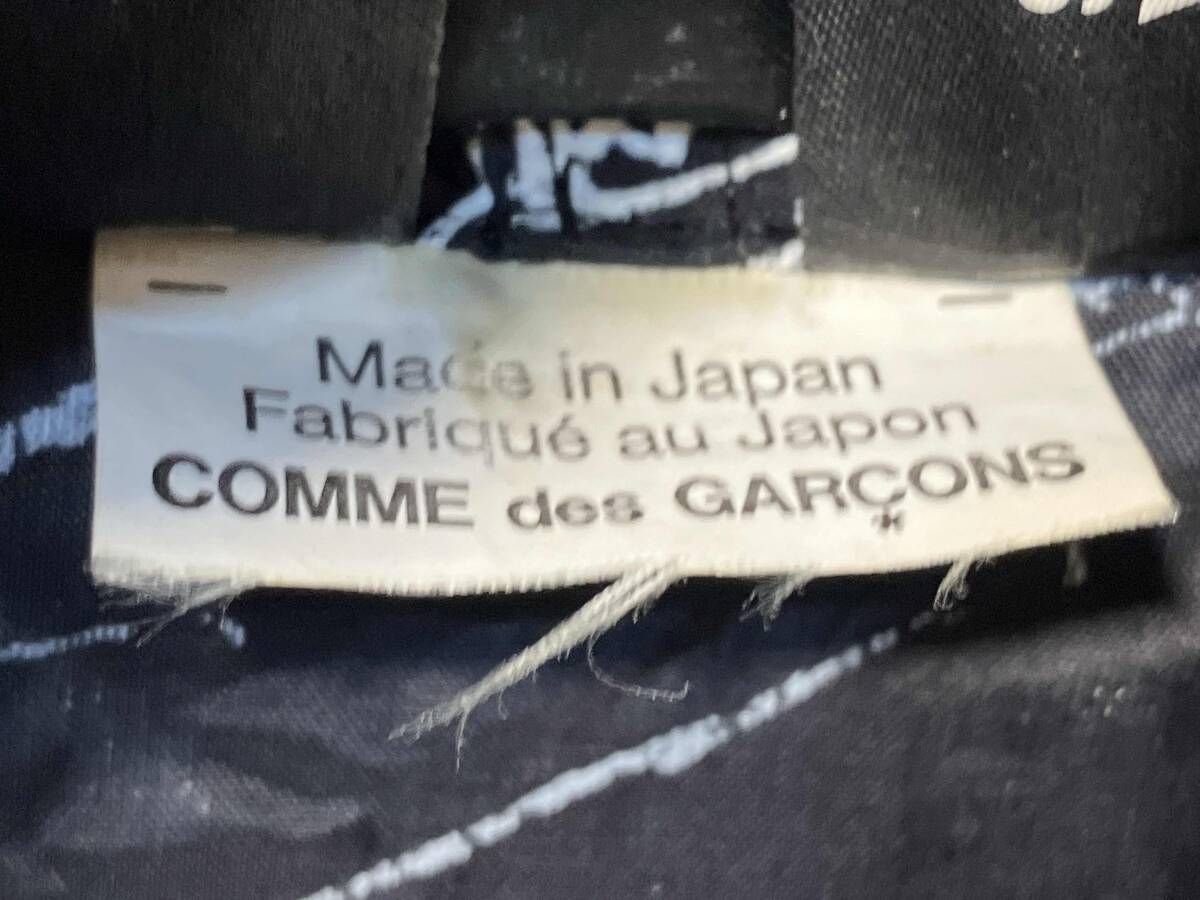 Made in Japan
Fabriqué au Japon
COMME des GARÇONS
*